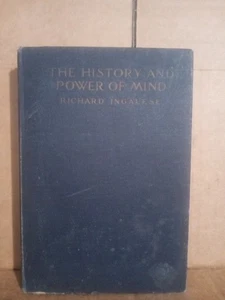 THE HISTORY AND
POWER OF MIND
RICHARD INGALESE